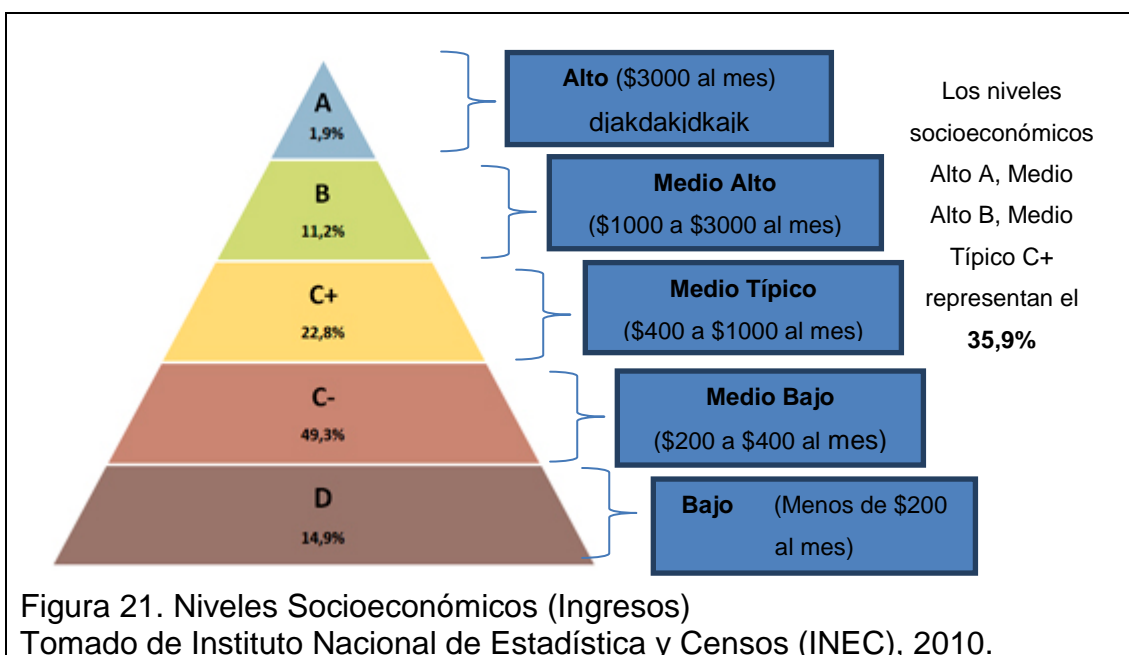 A
1,9%
B
11,2%
C+
22,8%
C-
49,3%
D
14,9%
Alto ($3000 al mes)
djakdakjdkajk
Medio Alto
($1000 a $3000 al mes)
Medio Típico
($400 a $1000 al mes)
Medio Bajo
($200 a $400 al mes)
Bajo (Menos de $200
al mes)
Los niveles
socioeconómicos
Alto A, Medio
Alto B, Medio
Típico C+
representan el
35,9%
Figura 21. Niveles Socioeconómicos (Ingresos)
Tomado de Instituto Nacional de Estadística y Censos (INEC), 2010.